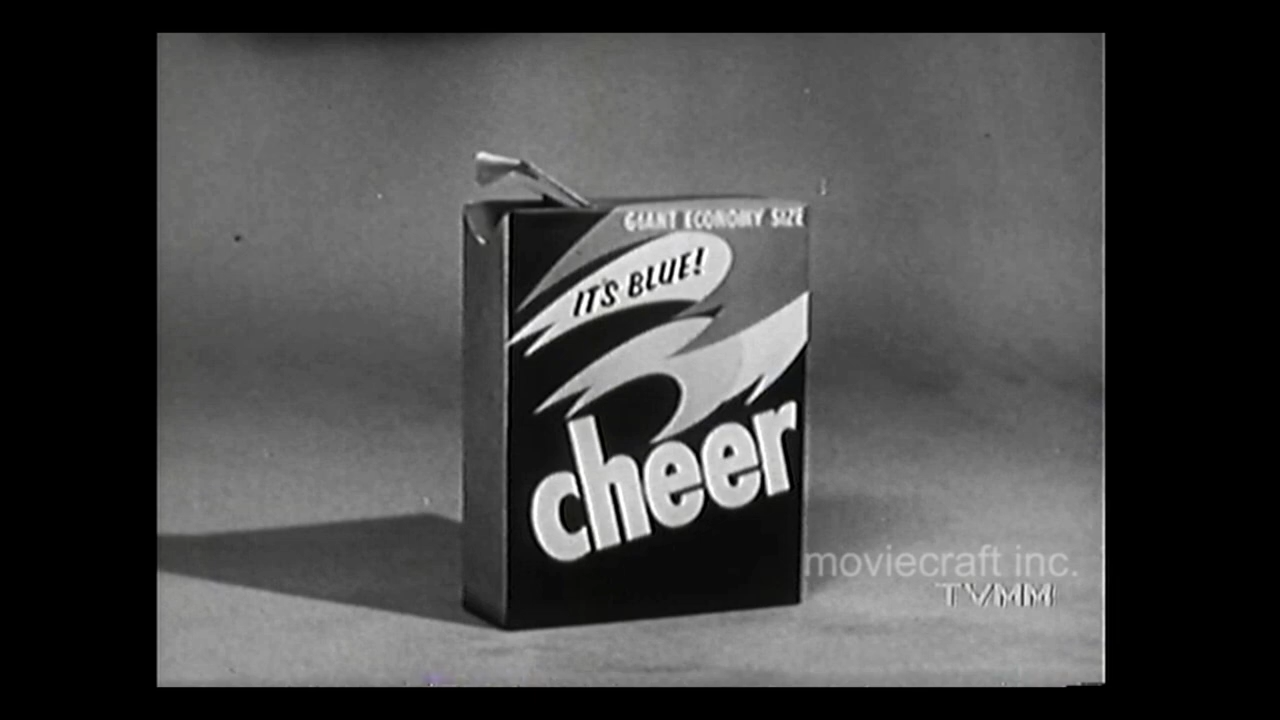 GIANT ECONOMY SIZE
IT'S BLUE!
cheer
moviecraft inc.
TVMM